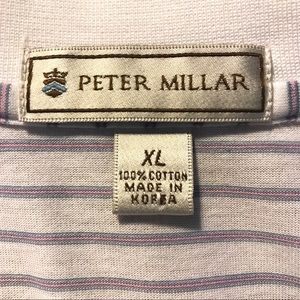 PETER MILLAR
XL
100% COTTON
MADE IN
KOREA